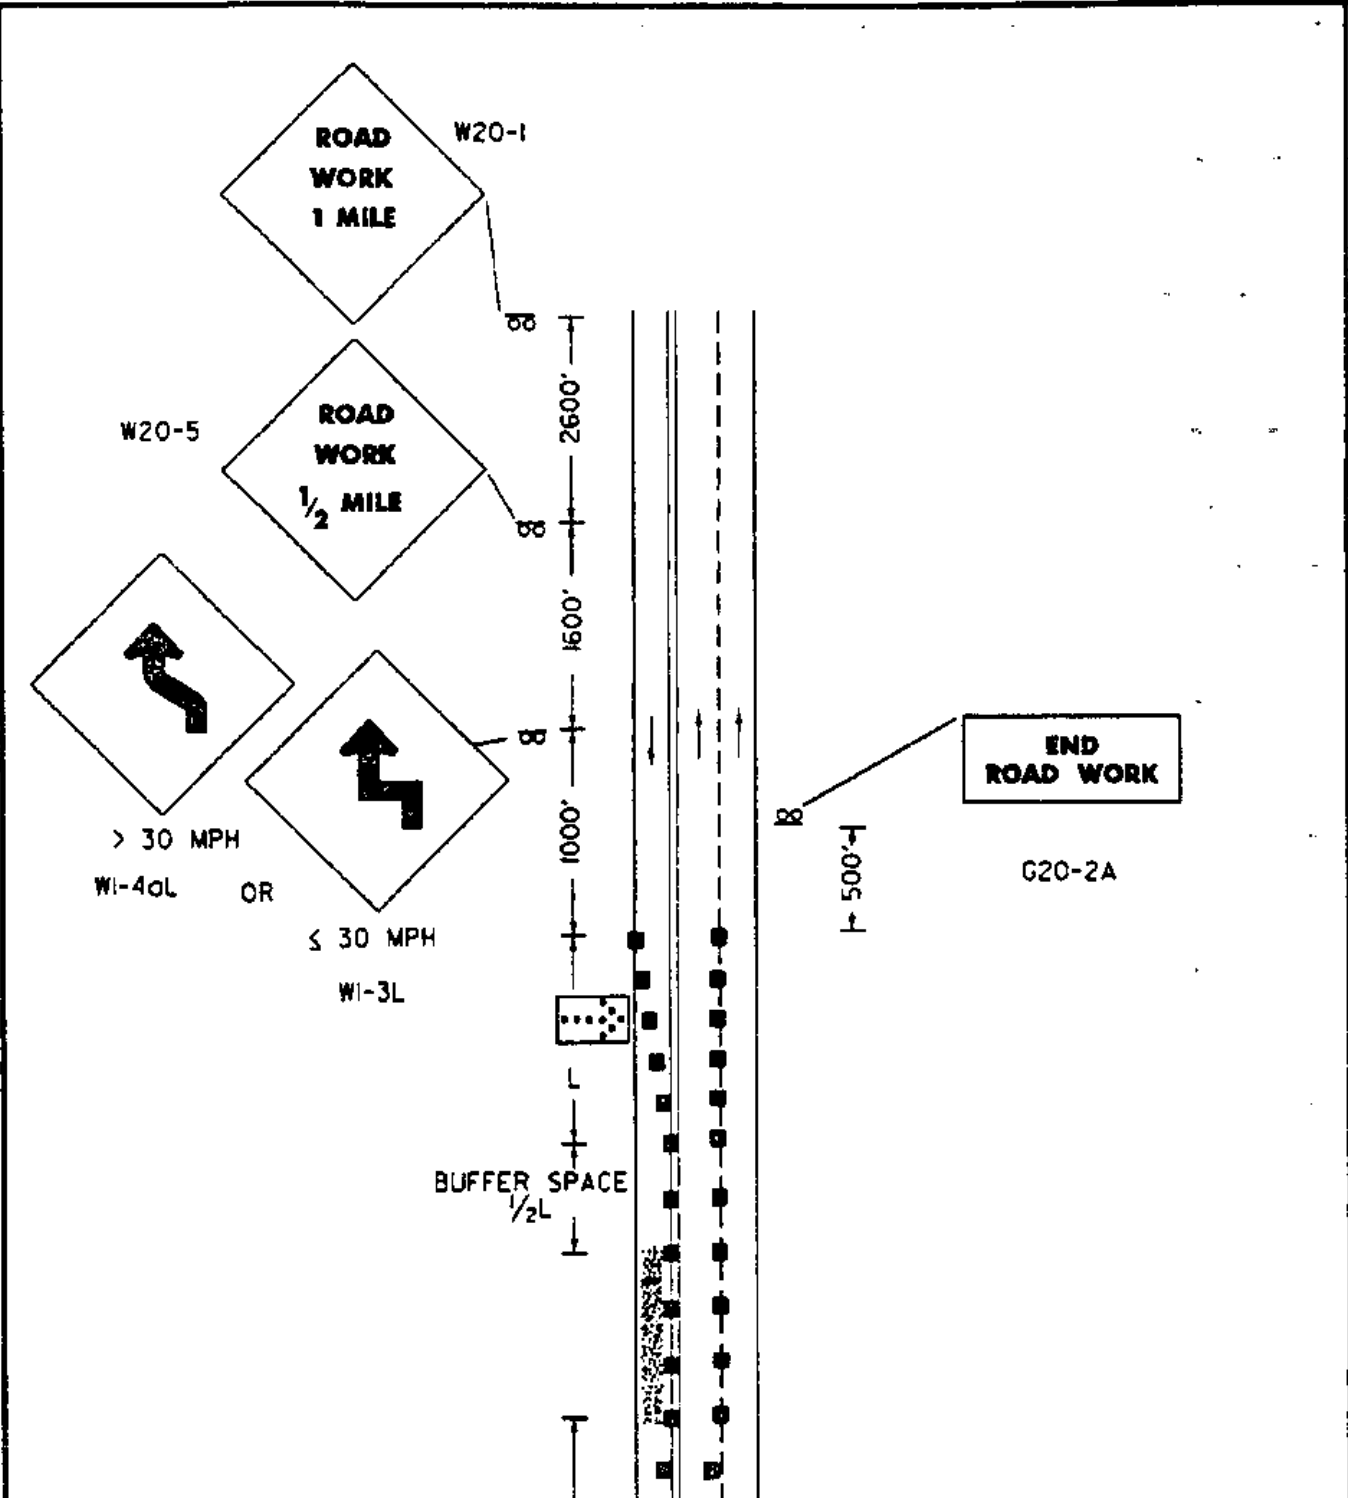 ROAD
WORK
1 MILE
W20-1
2600'
W20-5
ROAD
WORK
1/2 MILE
1600'
1000'
> 30 MPH
W1-4aL
OR
≤ 30 MPH
W1-3L
END
ROAD WORK
G20-2A
500'
L
BUFFER SPACE
1/2L